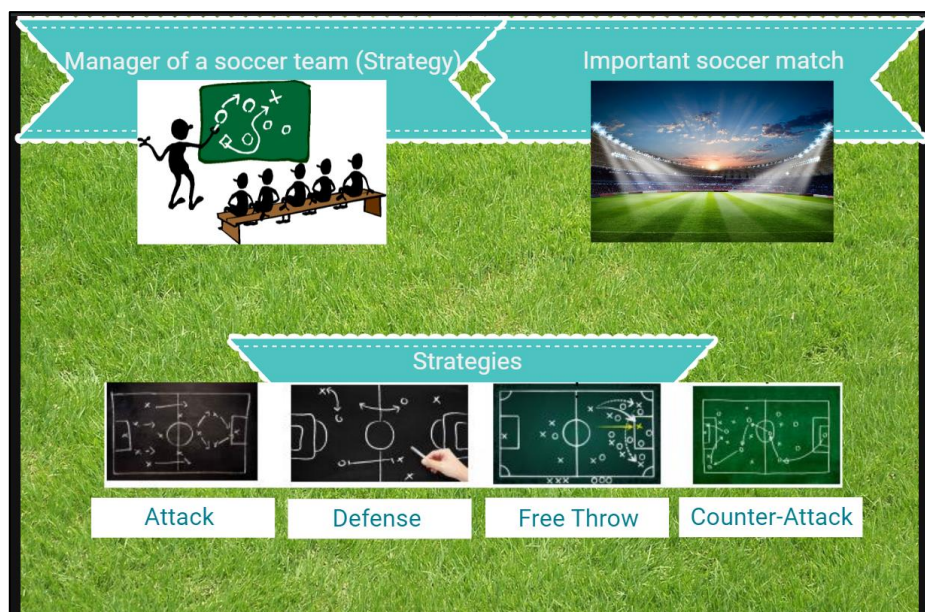 Manager of a soccer team (Strategy)
Important soccer match
Strategies
Attack
Defense
Free Throw
Counter-Attack